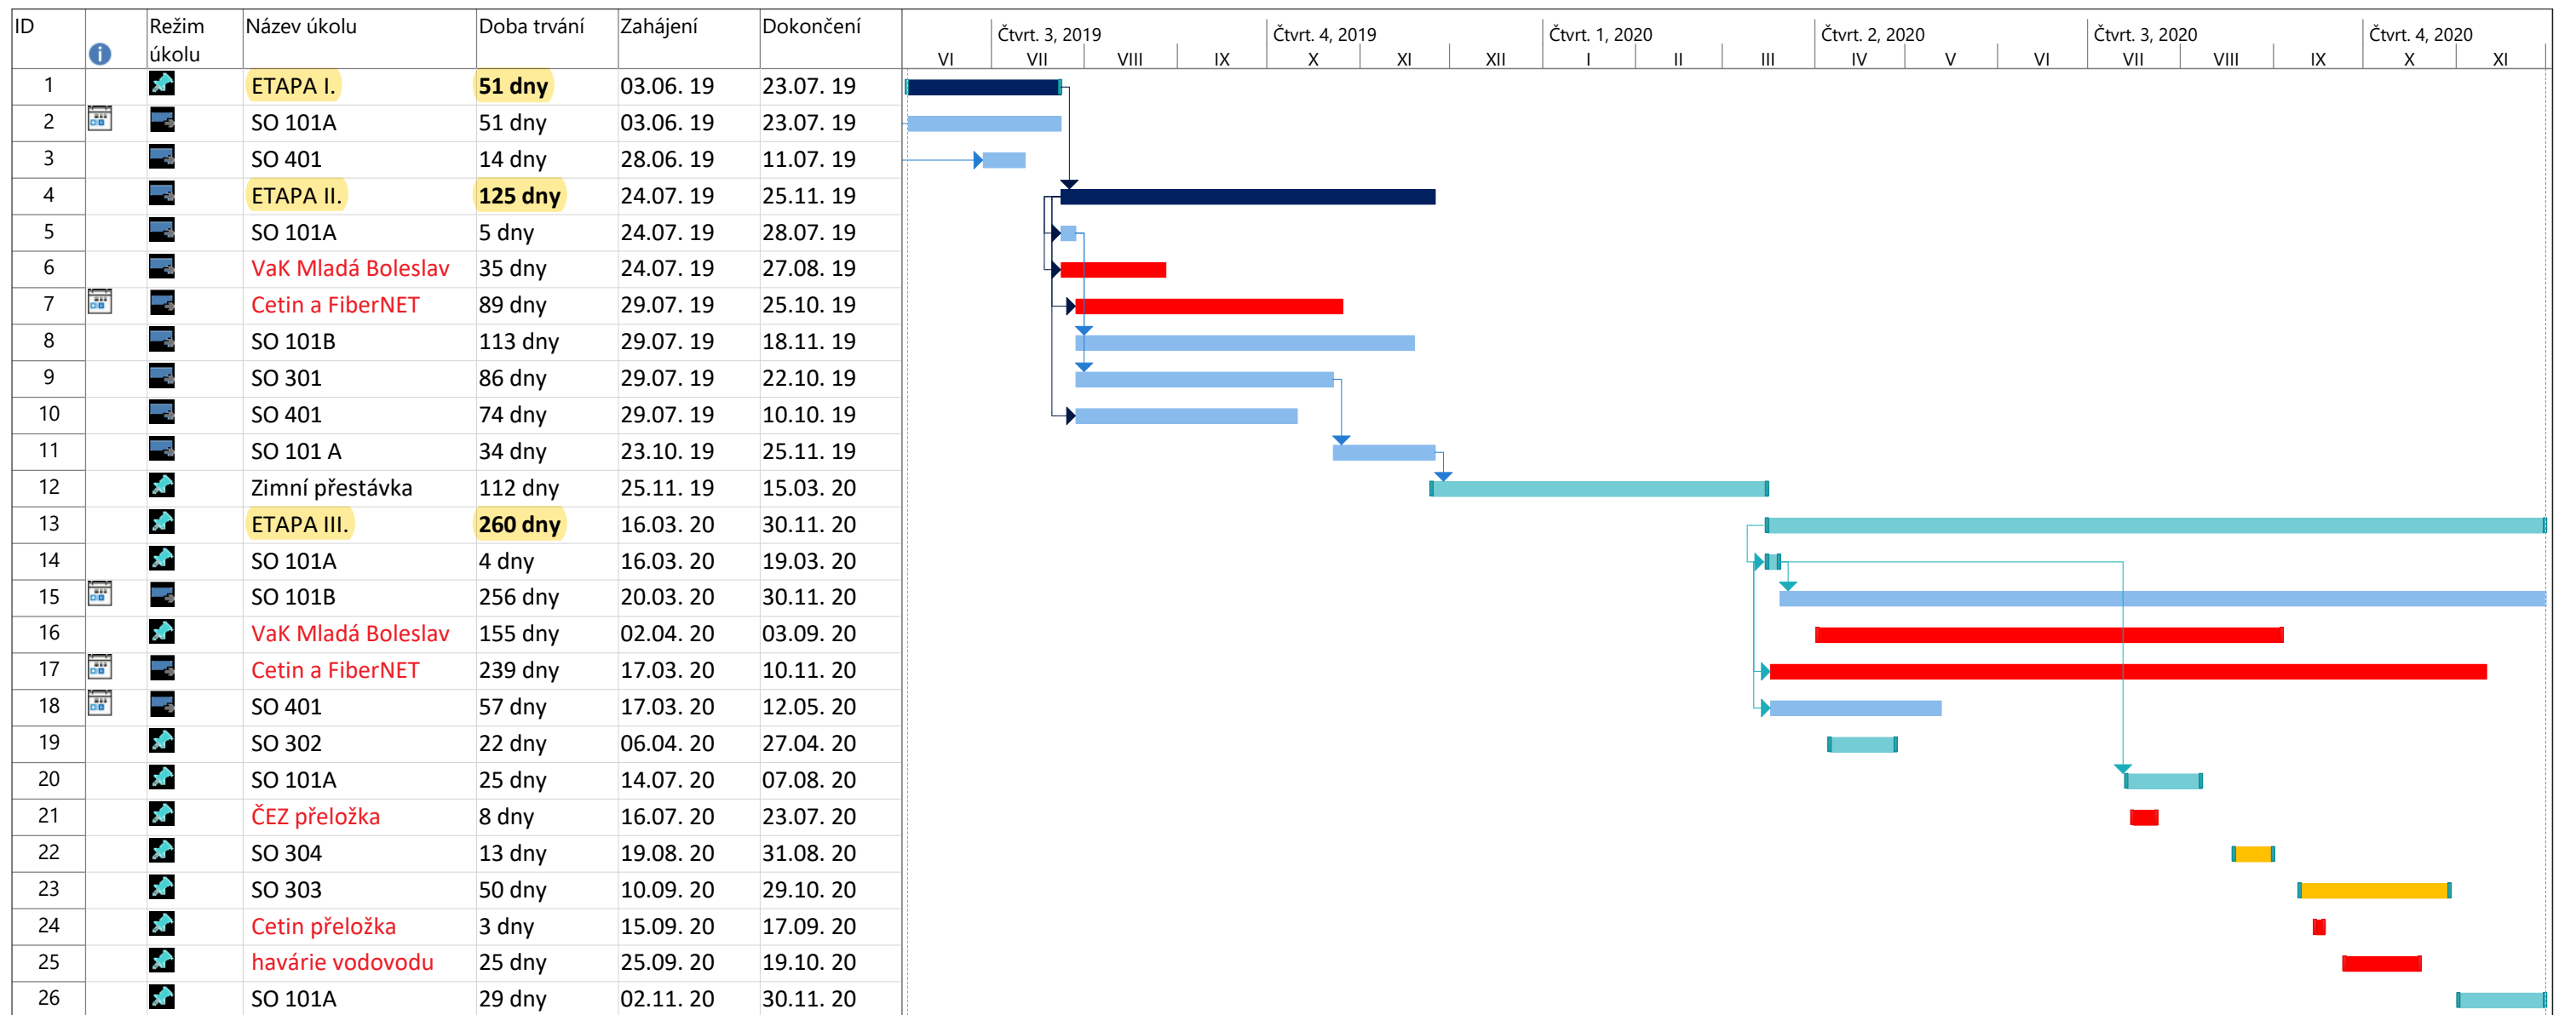 ID Režim úkolu Název úkolu Doba trvání Zahájení Dokončení
Čtvrt. 3, 2019 Čtvrt. 4, 2019 Čtvrt. 1, 2020 Čtvrt. 2, 2020 Čtvrt. 3, 2020 Čtvrt. 4, 2020
VI VII VIII IX X XI XII I II III IV V VI VII VIII IX X XI
1 ETAPA I. 51 dny 03.06. 19 23.07. 19
2 SO 101A 51 dny 03.06. 19 23.07. 19
3 SO 401 14 dny 28.06. 19 11.07. 19
4 ETAPA II. 125 dny 24.07. 19 25.11. 19
5 SO 101A 5 dny 24.07. 19 28.07. 19
6 VaK Mladá Boleslav 35 dny 24.07. 19 27.08. 19
7 Cetin a FiberNET 89 dny 29.07. 19 25.10. 19
8 SO 101B 113 dny 29.07. 19 18.11. 19
9 SO 301 86 dny 29.07. 19 22.10. 19
10 SO 401 74 dny 29.07. 19 10.10. 19
11 SO 101 A 34 dny 23.10. 19 25.11. 19
12 Zimní přestávka 112 dny 25.11. 19 15.03. 20
13 ETAPA III. 260 dny 16.03. 20 30.11. 20
14 SO 101A 4 dny 16.03. 20 19.03. 20
15 SO 101B 256 dny 20.03. 20 30.11. 20
16 VaK Mladá Boleslav 155 dny 02.04. 20 03.09. 20
17 Cetin a FiberNET 239 dny 17.03. 20 10.11. 20
18 SO 401 57 dny 17.03. 20 12.05. 20
19 SO 302 22 dny 06.04. 20 27.04. 20
20 SO 101A 25 dny 14.07. 20 07.08. 20
21 ČEZ přeložka 8 dny 16.07. 20 23.07. 20
22 SO 304 13 dny 19.08. 20 31.08. 20
23 SO 303 50 dny 10.09. 20 29.10. 20
24 Cetin přeložka 3 dny 15.09. 20 17.09. 20
25 havárie vodovodu 25 dny 25.09. 20 19.10. 20
26 SO 101A 29 dny 02.11. 20 30.11. 20